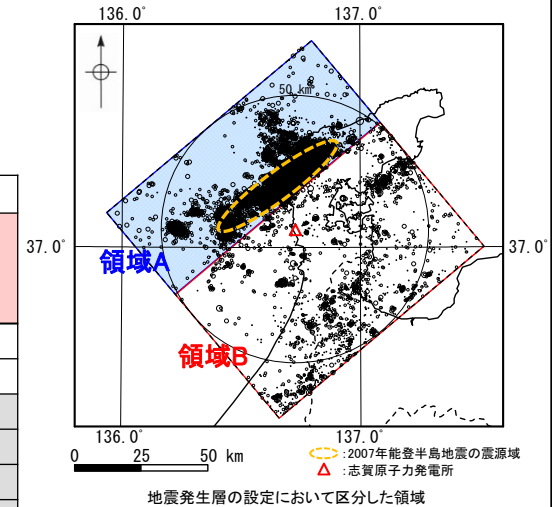 136.0°
137.0°
50 km
37.0°
37.0°
領域A
領域B
136.0°
137.0°
0 25 50 km
:2007年能登半島地震の震源域
:志賀原子力発電所
地震発生層の設定において区分した領域